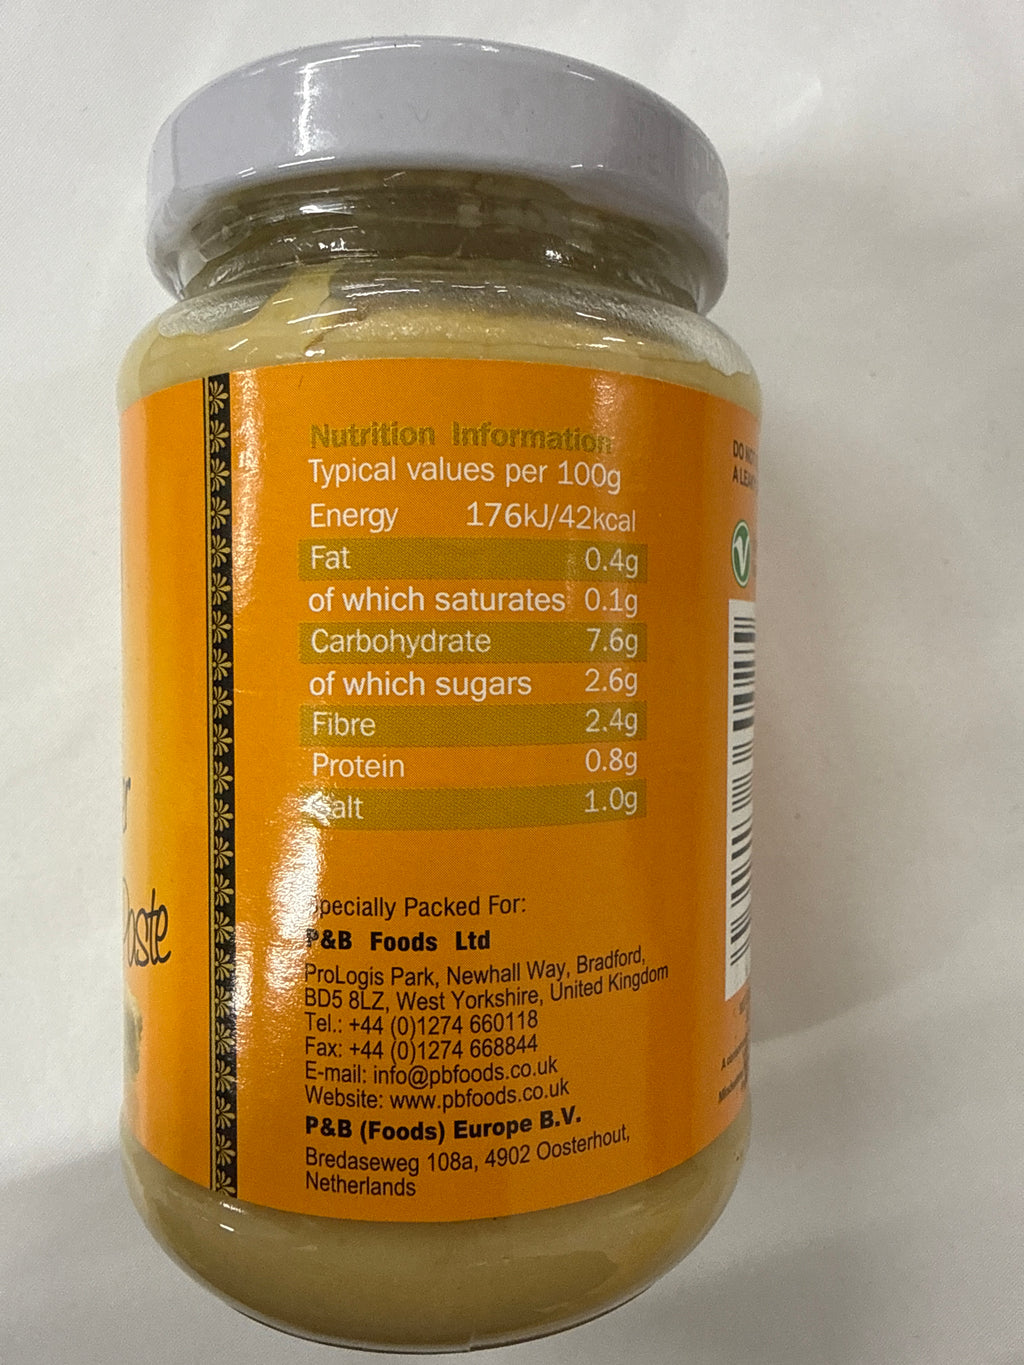 Nutrition Information
Typical values per 100g
Energy 176kJ/42kcal
Fat 0.4g
of which saturates 0.1g
Carbohydrate 7.6g
of which sugars 2.6g
Fibre 2.4g
Protein 0.8g
Salt 1.0g
Specially Packed For:
P&B Foods Ltd
ProLogis Park, Newhall Way, Bradford,
BD5 8LZ, West Yorkshire, United Kingdom
Tel.: +44 (0)1274 660118
Fax: +44 (0)1274 668844
E-mail: info@pbfoods.co.uk
Website: www.pbfoods.co.uk
P&B (Foods) Europe B.V.
Bredaseweg 108a, 4902 Oosterhout,
Netherlands
Paste
DO NOT
A
V